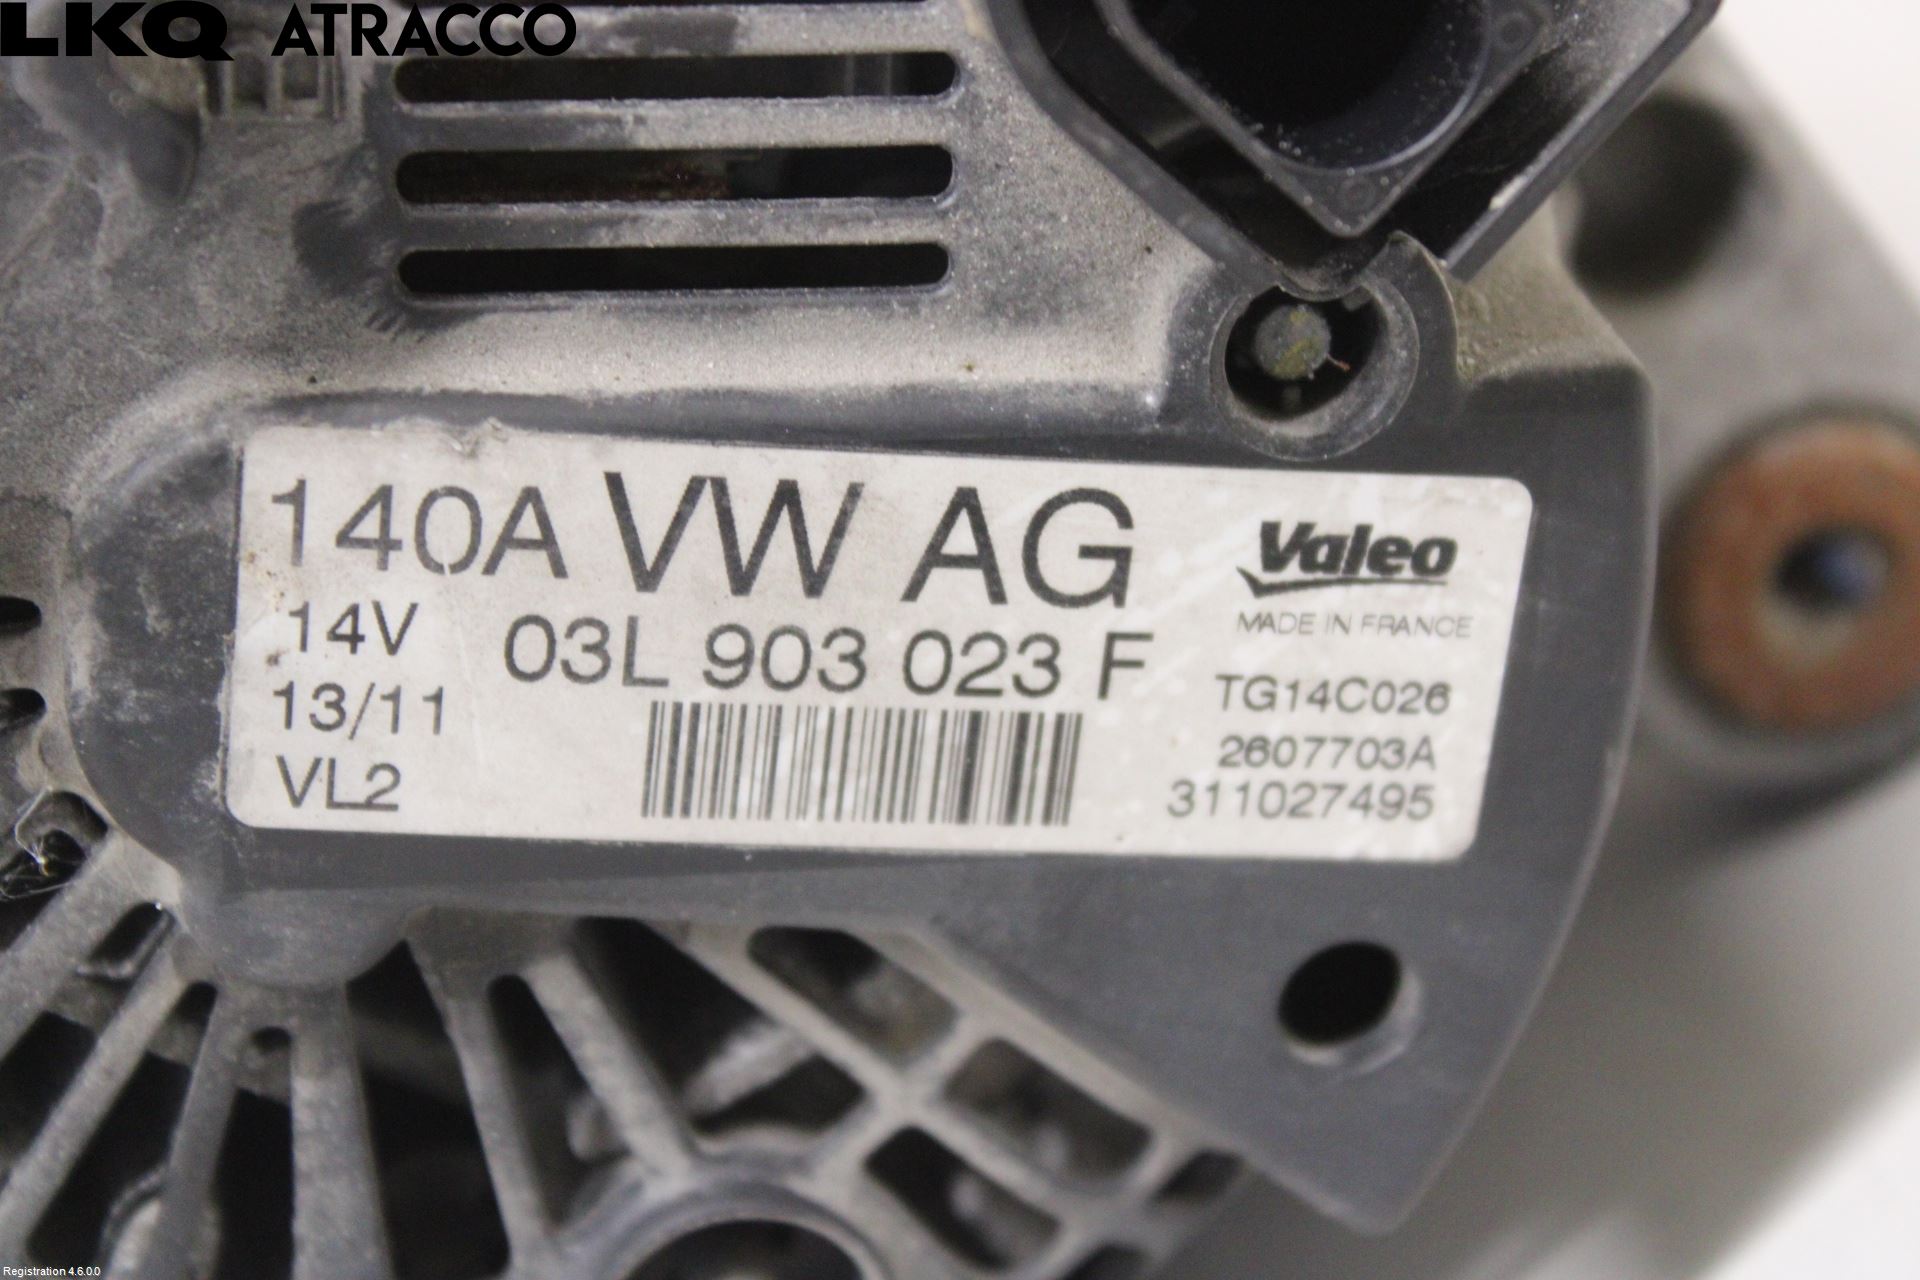 LKQ ATRACCO
140A VW AG
14V
03L 903 023 F
13/11
VL2
Valeo
MADE IN FRANCE
TG14C026
2607703A
311027495
Registration 4.6.0.0